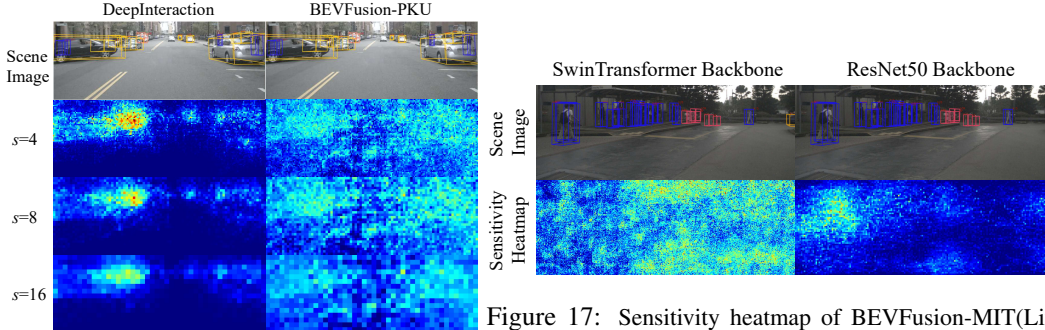 DeepInteraction
BEVFusion-PKU
Scene
Image
s=4
s=8
s=16
SwinTransformer Backbone
ResNet50 Backbone
Scene
Image
Sensitivity
Heatmap
Figure 17: Sensitivity heatmap of BEVFusion-MIT(Li